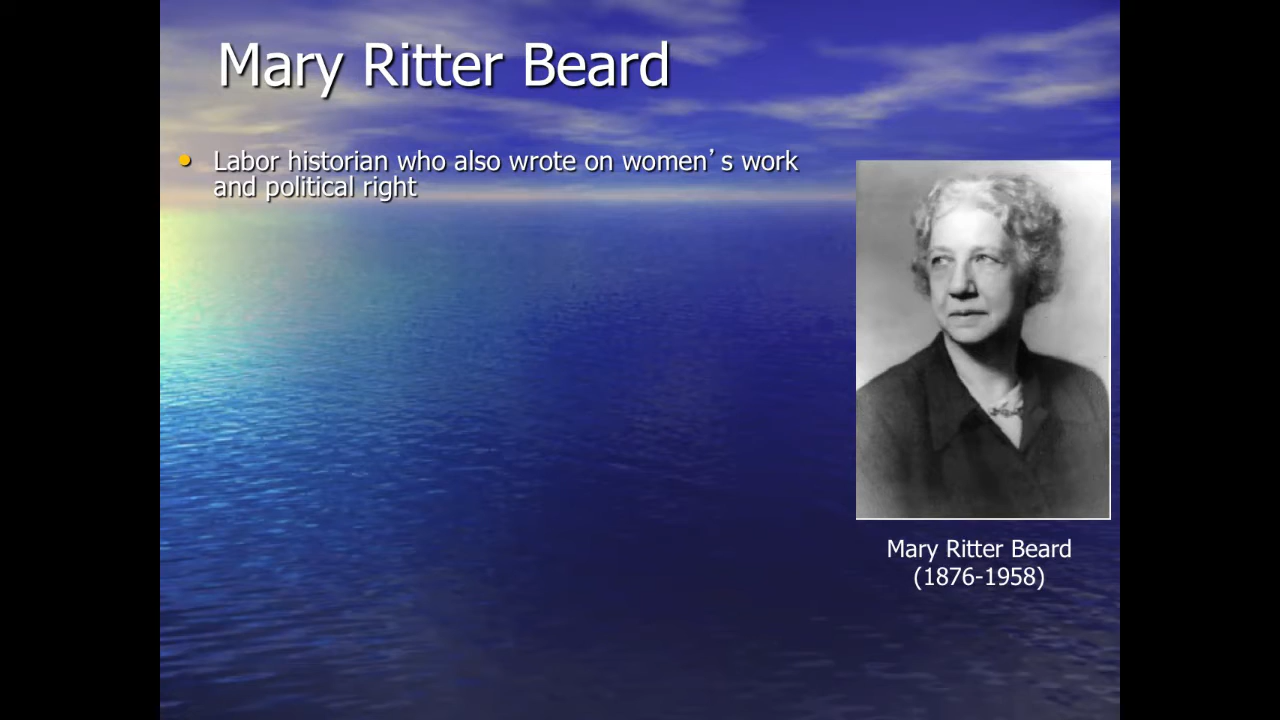 Mary Ritter Beard
Labor historian who also wrote on women’s work
and political right
Mary Ritter Beard
(1876-1958)